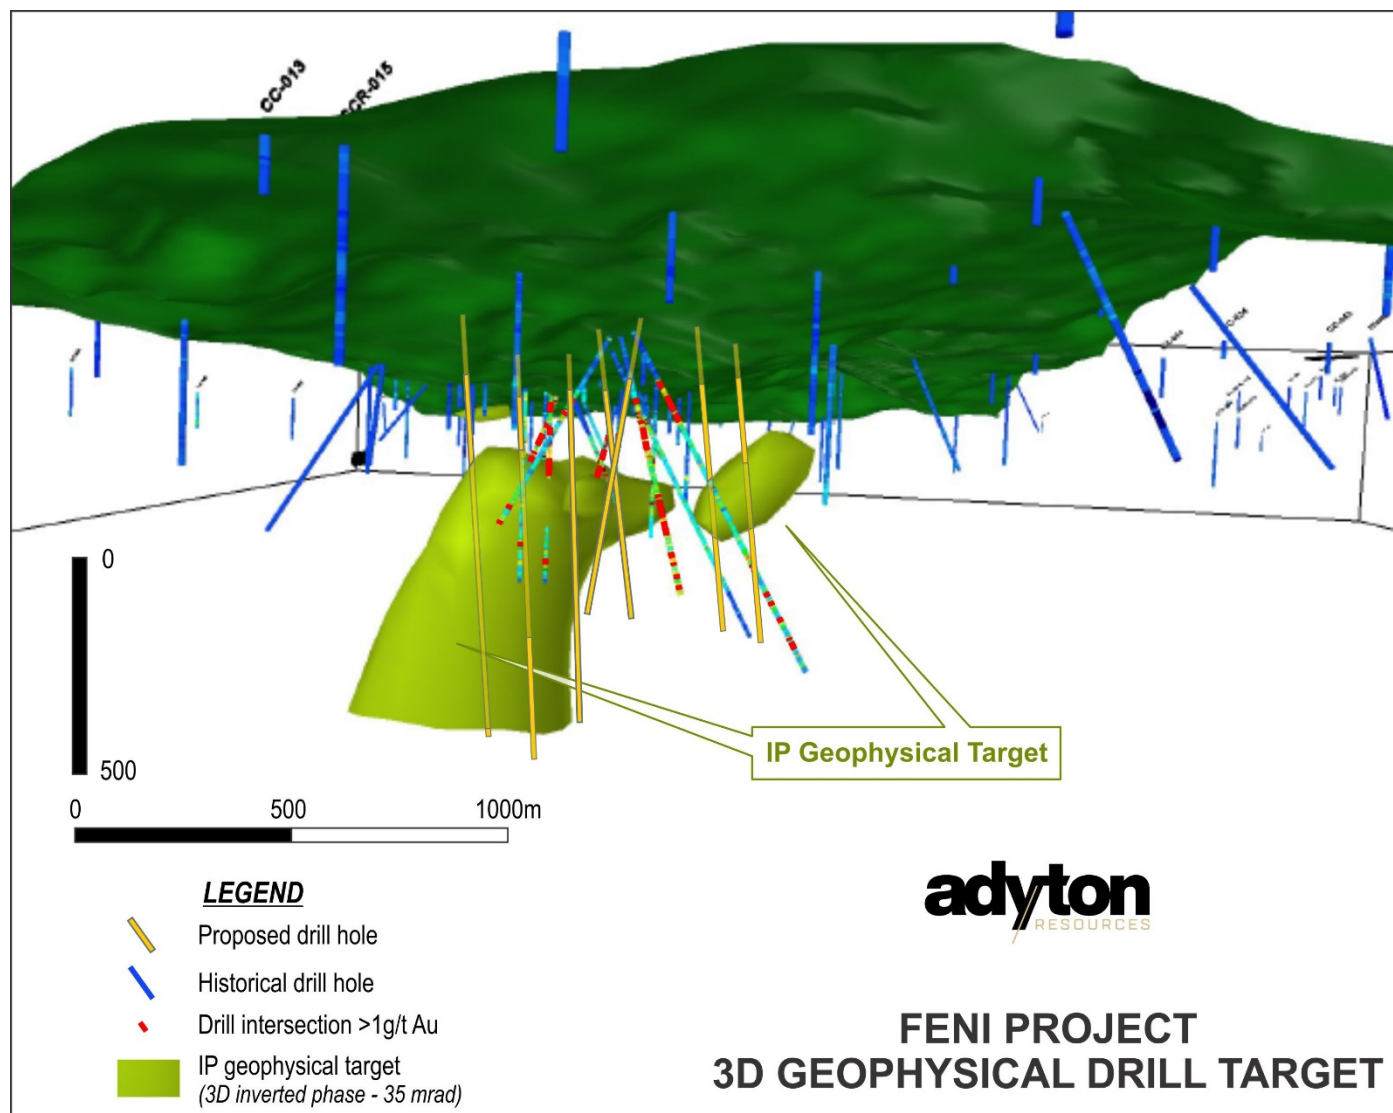 CC-013
CCR-015
0
500
0 500 1000m
IP Geophysical Target
LEGEND
Proposed drill hole
Historical drill hole
Drill intersection >1g/t Au
IP geophysical target
(3D inverted phase - 35 mrad)
adyton
RESOURCES
FENI PROJECT
3D GEOPHYSICAL DRILL TARGET